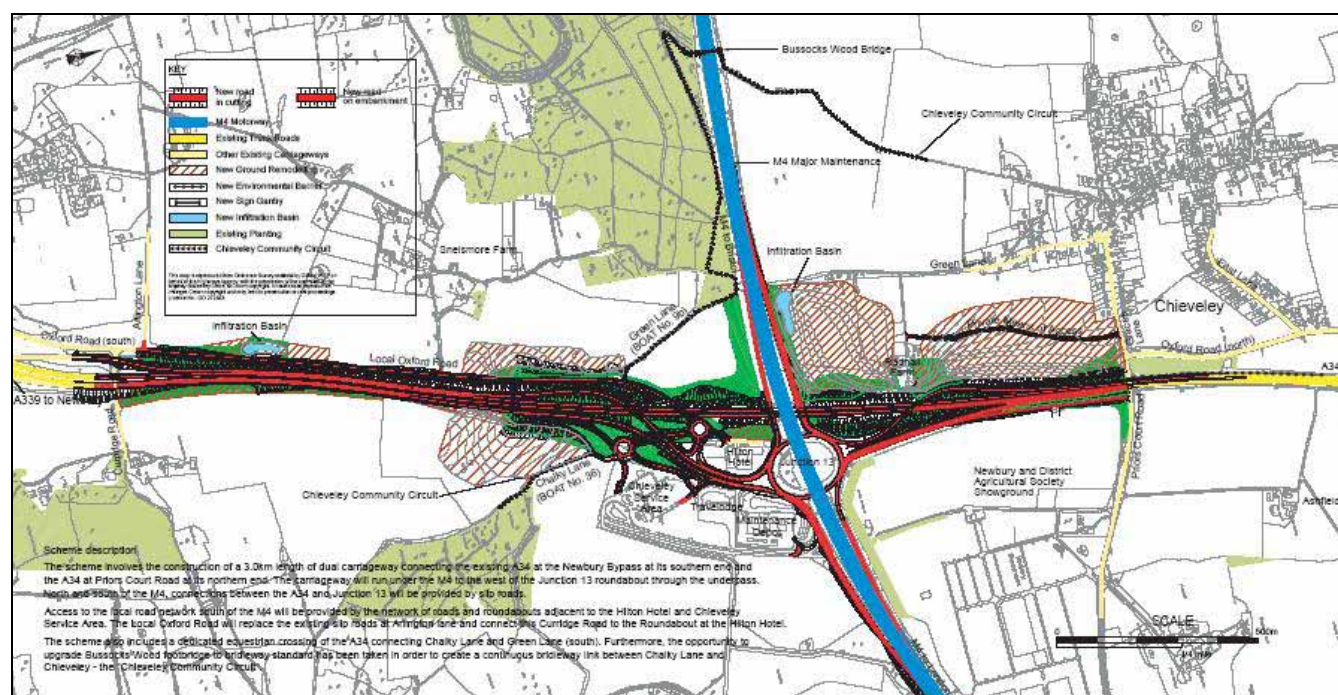 KEY
New road in cutting
New road on embankment
M4 Motorway
Existing Trunk Roads
Other Existing Carriageways
New Ground Remodelling
New Environmental Barrier
New Sign Gantry
New Infiltration Basin
Existing Planting
Chieveley Community Circuit
Bussocks Wood Bridge
Chieveley Community Circuit
M4 Major Maintenance
M4 to Bristol
Snelsmore Farm
Infiltration Basin
Green Lane
East Lane
Chieveley
Oxford Road (north)
A34
Arlington Lane
Oxford Road (south)
Infiltration Basin
Local Oxford Road
Green Lane
(BOAT No. 96)
A339 to
Curridge Road
Chalky Lane
(BOAT No. 96)
Chieveley Community Circuit
Chieveley
Service
Area
Travelodge
Hilton
Hotel
Junction 13
Maintenance
Depot
Priors Court Road
Newbury and District
Agricultural Society
Showground
Ashfield
Scheme description
The scheme involves the construction of a 3.0km length of dual carriageway connecting the existing A34 at the Newbury Bypass at its southern end and
the A34 at Priors Court Road at its northern end. The carriageway will run under the M4 to the west of the Junction 13 roundabout through the underpass.
North and south of the M4, connections between the A34 and Junction 13 will be provided by slip roads.
Access to the local road network south of the M4 will be provided by the network of roads and roundabouts adjacent to the Hilton Hotel and Chieveley
Service Area. The Local Oxford Road will replace the existing slip roads at Arlington lane and connect this Curridge Road to the Roundabout at the Hilton Hotel.
The scheme also includes a dedicated equestrian crossing of the A34 connecting Chalky Lane and Green Lane (south). Furthermore, the opportunity to
upgrade Bussocks Wood footbridge to bridleway standard has been taken in order to create a continuous bridleway link between Chalky Lane and
Chieveley - the 'Chieveley Community Circuit'
SCALE
0
500m
1/4 mile